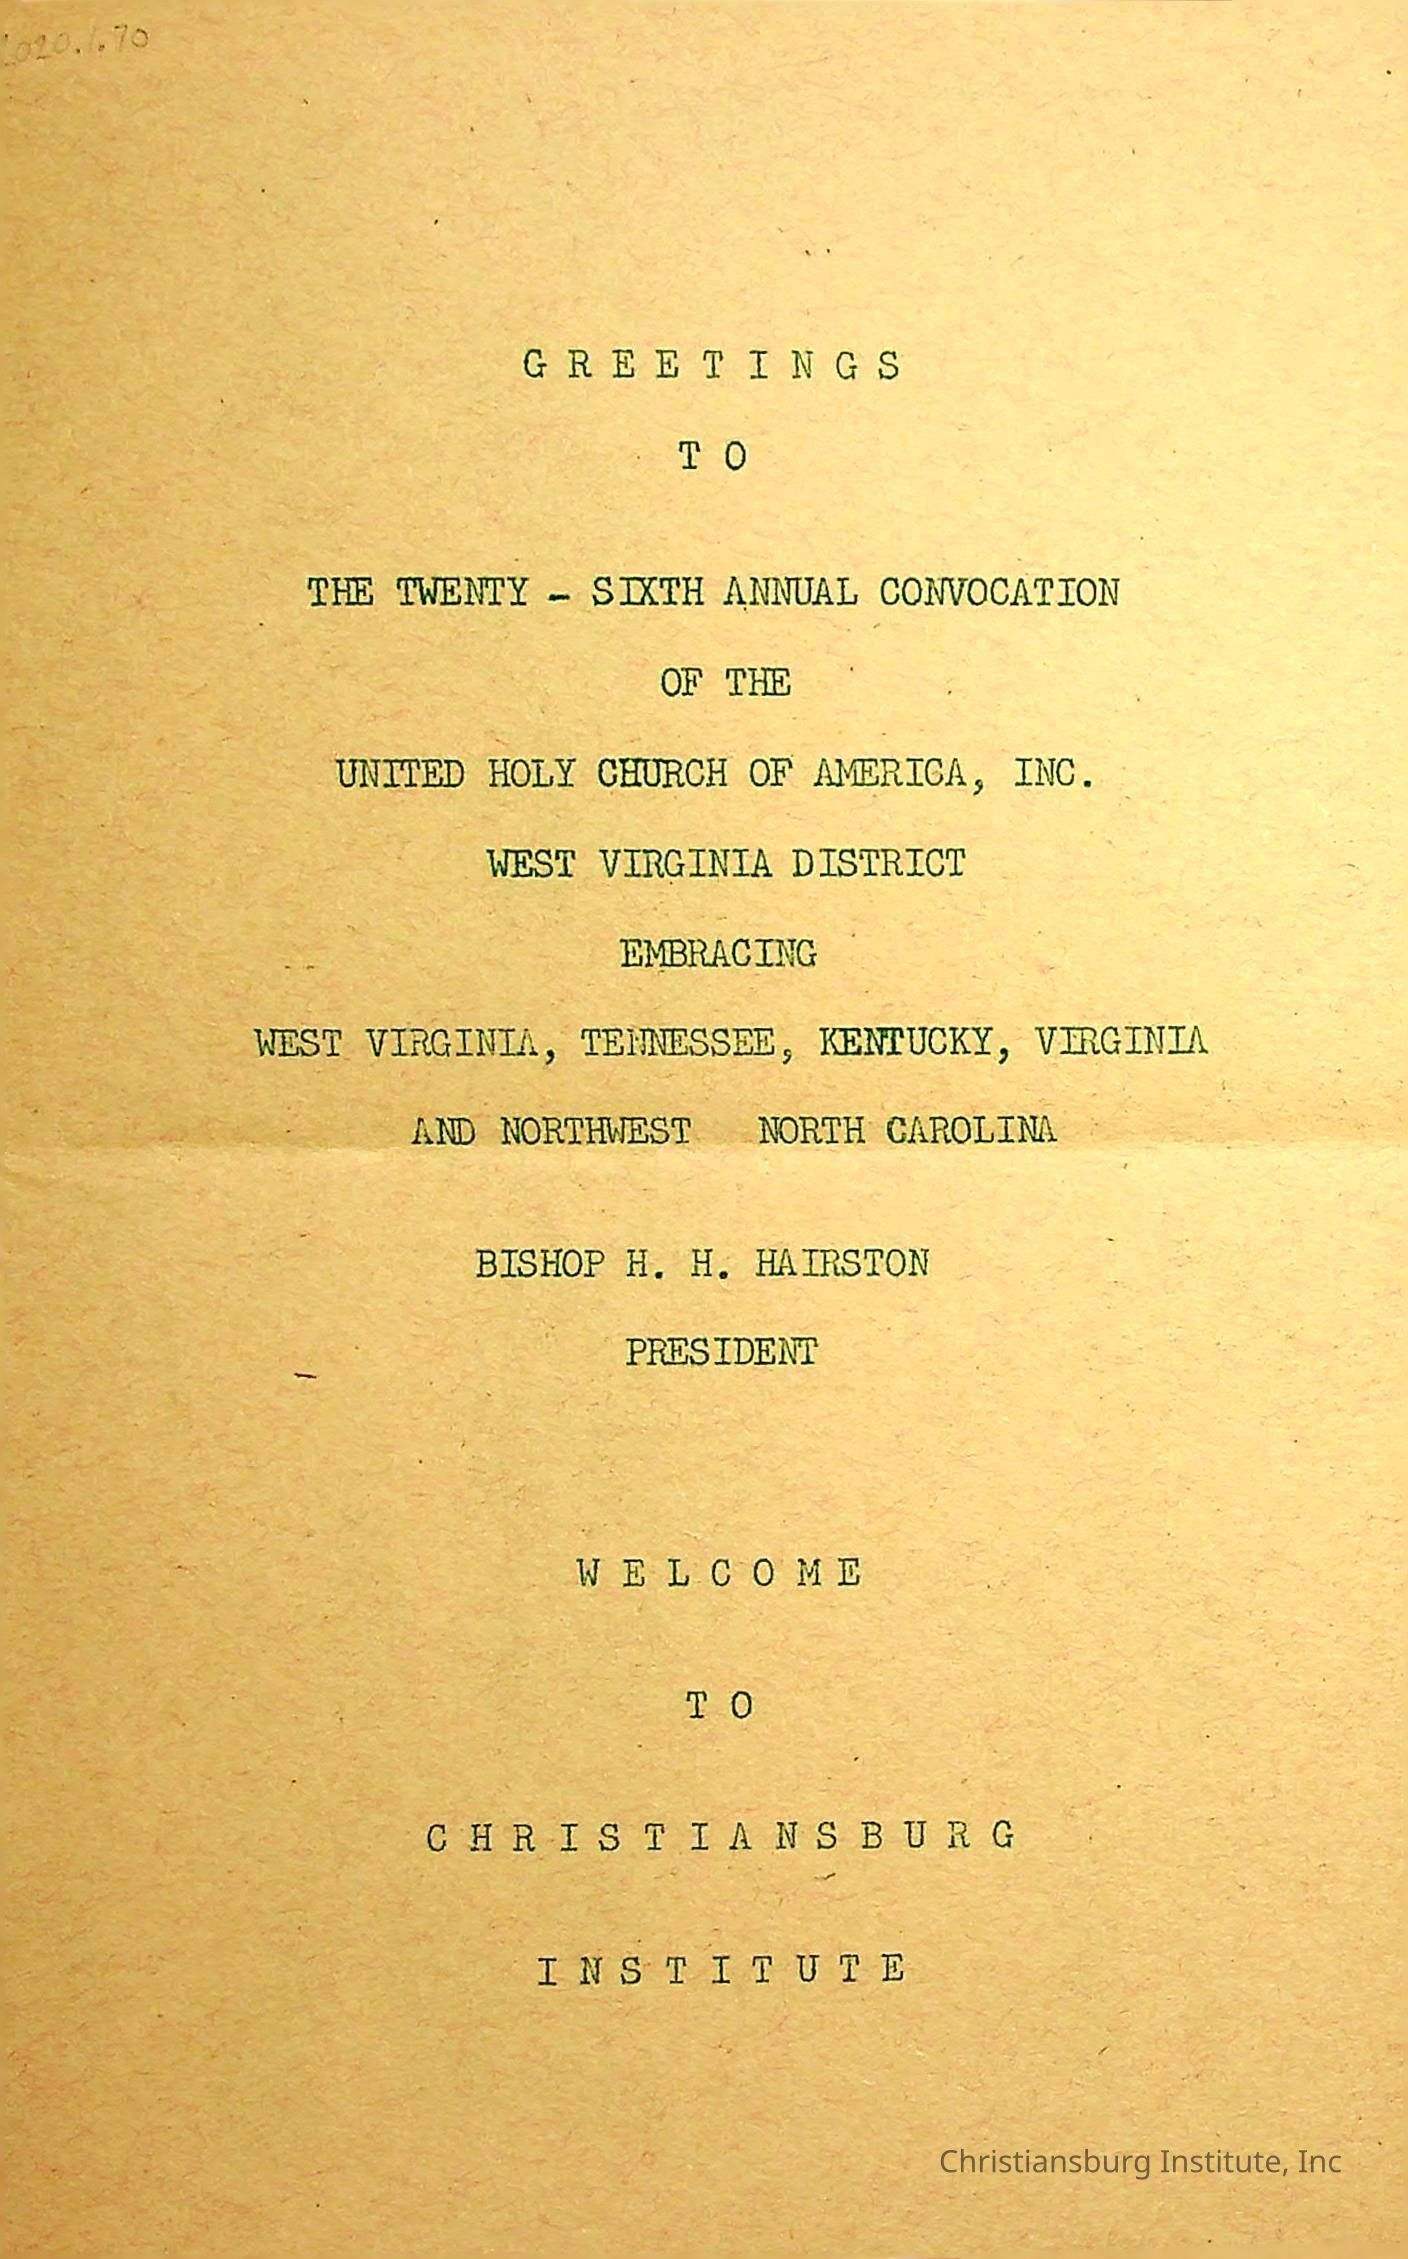 2020.1.70
G R E E T I N G S
T O
THE TWENTY - SIXTH ANNUAL CONVOCATION
OF THE
UNITED HOLY CHURCH OF AMERICA, INC.
WEST VIRGINIA DISTRICT
EMBRACING
WEST VIRGINIA, TENNESSEE, KENTUCKY, VIRGINIA
AND NORTHWEST NORTH CAROLINA
BISHOP H. H. HAIRSTON
PRESIDENT
W E L C O M E
T O
C H R I S T I A N S B U R G
I N S T I T U T E
Christiansburg Institute, Inc